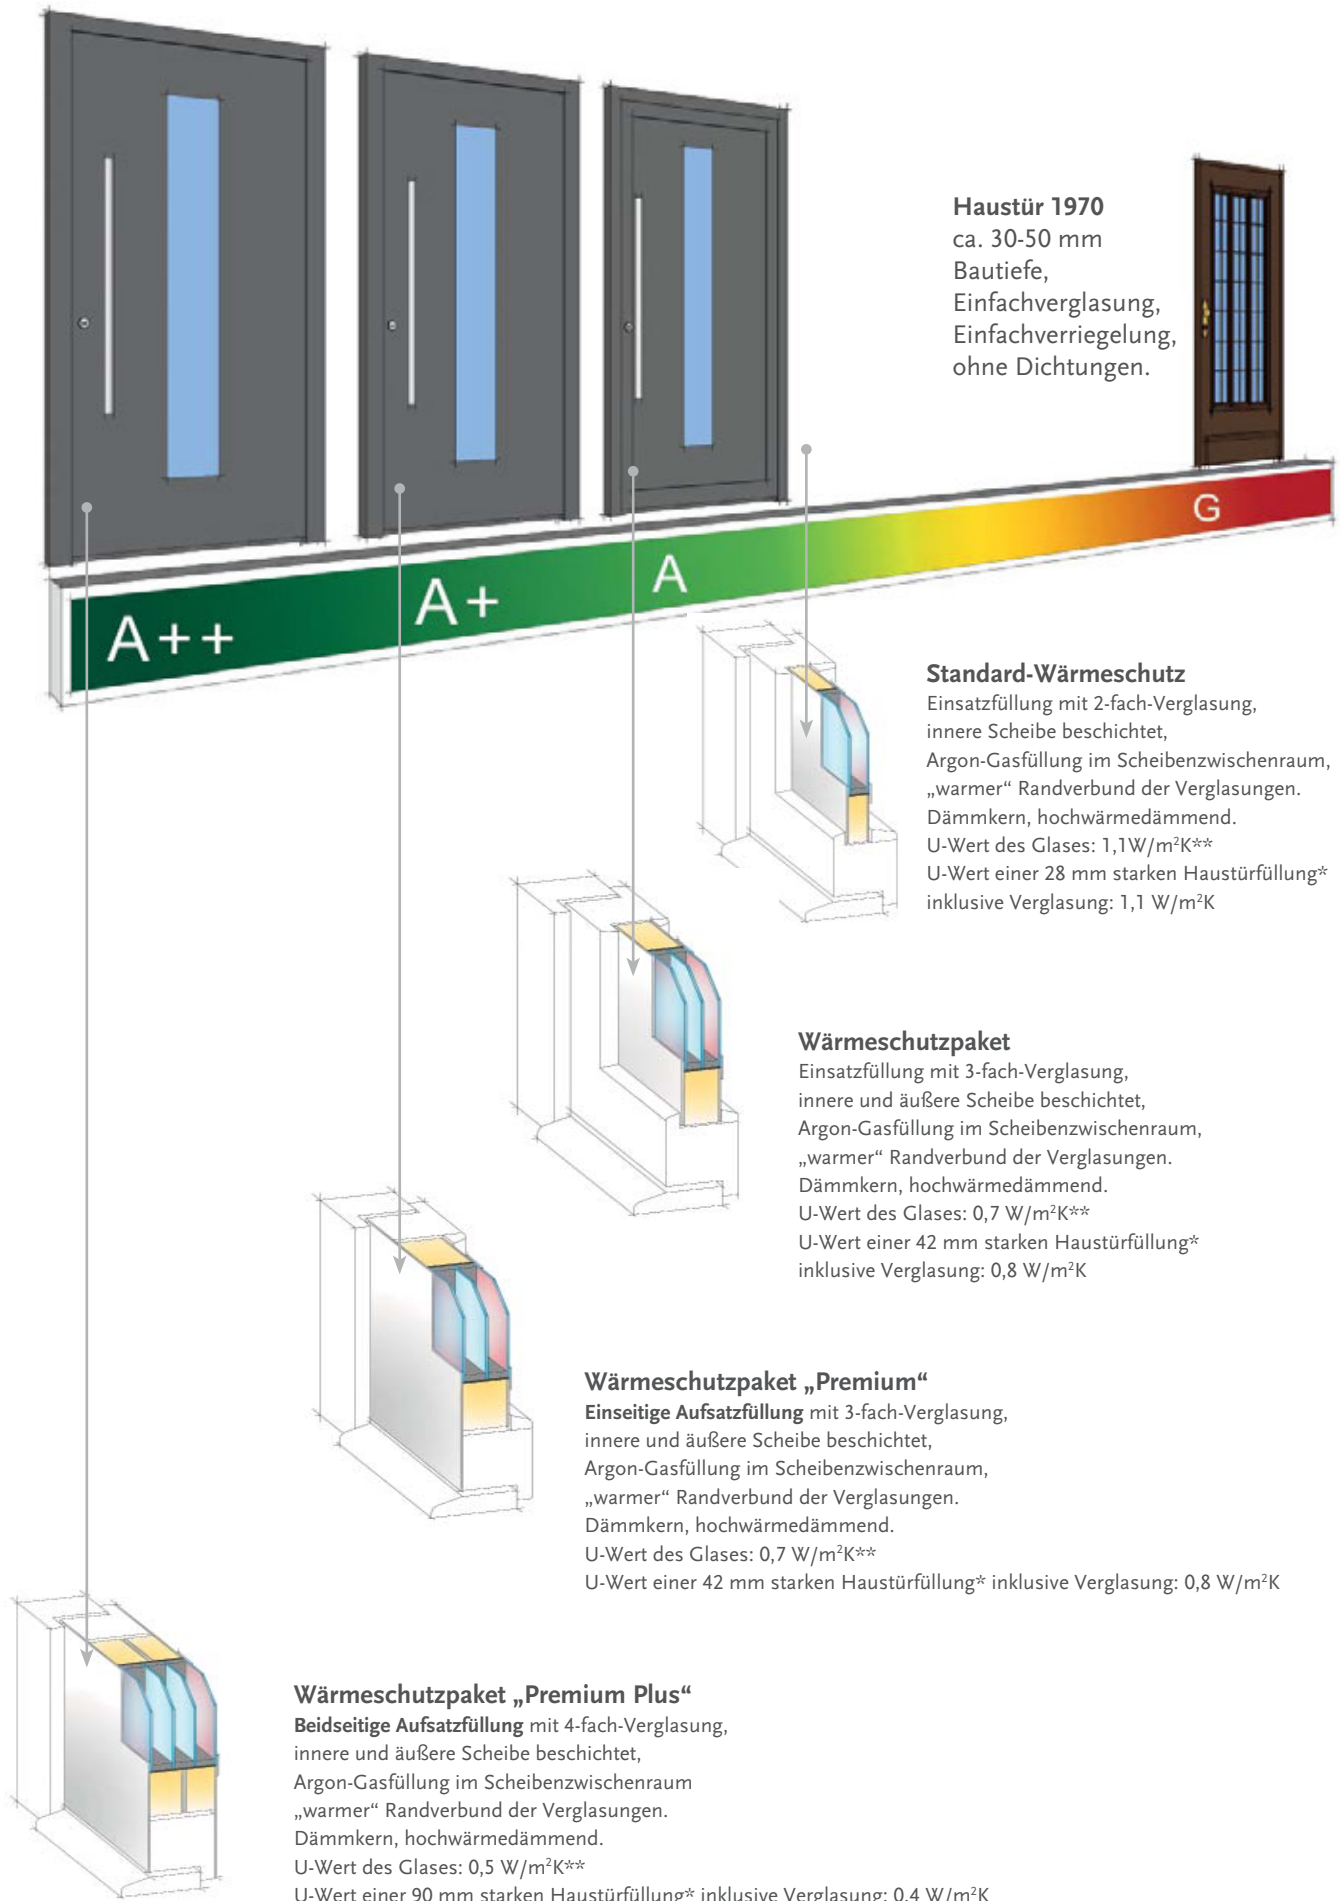 Haustür 1970
ca. 30-50 mm
Bautiefe,
Einfachverglasung,
Einfachverriegelung,
ohne Dichtungen.
G
A
A+
A++
Standard-Wärmeschutz
Einsatzfüllung mit 2-fach-Verglasung,
innere Scheibe beschichtet,
Argon-Gasfüllung im Scheibenzwischenraum,
„warmer“ Randverbund der Verglasungen.
Dämmkern, hochwärmedämmend.
U-Wert des Glases: 1,1W/m²K**
U-Wert einer 28 mm starken Haustürfüllung*
inklusive Verglasung: 1,1 W/m²K
Wärmeschutzpaket
Einsatzfüllung mit 3-fach-Verglasung,
innere und äußere Scheibe beschichtet,
Argon-Gasfüllung im Scheibenzwischenraum,
„warmer“ Randverbund der Verglasungen.
Dämmkern, hochwärmedämmend.
U-Wert des Glases: 0,7 W/m²K**
U-Wert einer 42 mm starken Haustürfüllung*
inklusive Verglasung: 0,8 W/m²K
Wärmeschutzpaket „Premium“
Einseitige Aufsatzfüllung mit 3-fach-Verglasung,
innere und äußere Scheibe beschichtet,
Argon-Gasfüllung im Scheibenzwischenraum,
„warmer“ Randverbund der Verglasungen.
Dämmkern, hochwärmedämmend.
U-Wert des Glases: 0,7 W/m²K**
U-Wert einer 42 mm starken Haustürfüllung* inklusive Verglasung: 0,8 W/m²K
Wärmeschutzpaket „Premium Plus“
Beidseitige Aufsatzfüllung mit 4-fach-Verglasung,
innere und äußere Scheibe beschichtet,
Argon-Gasfüllung im Scheibenzwischenraum
„warmer“ Randverbund der Verglasungen.
Dämmkern, hochwärmedämmend.
U-Wert des Glases: 0,5 W/m²K**
U-Wert einer 90 mm starken Haustürfüllung* inklusive Verglasung: 0,4 W/m²K